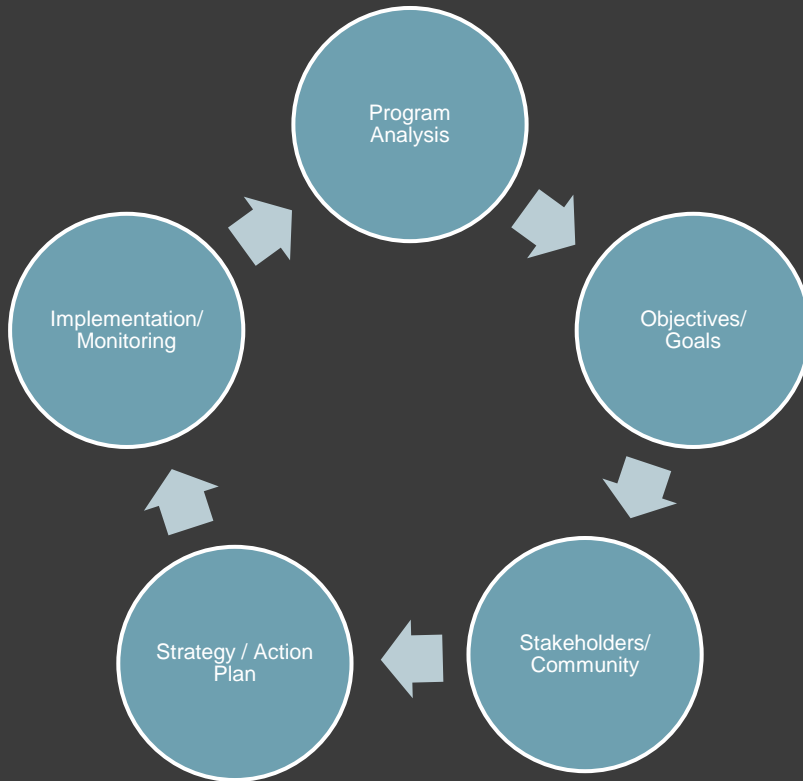 Program
Analysis
Objectives/
Goals
Stakeholders/
Community
Strategy / Action
Plan
Implementation/
Monitoring